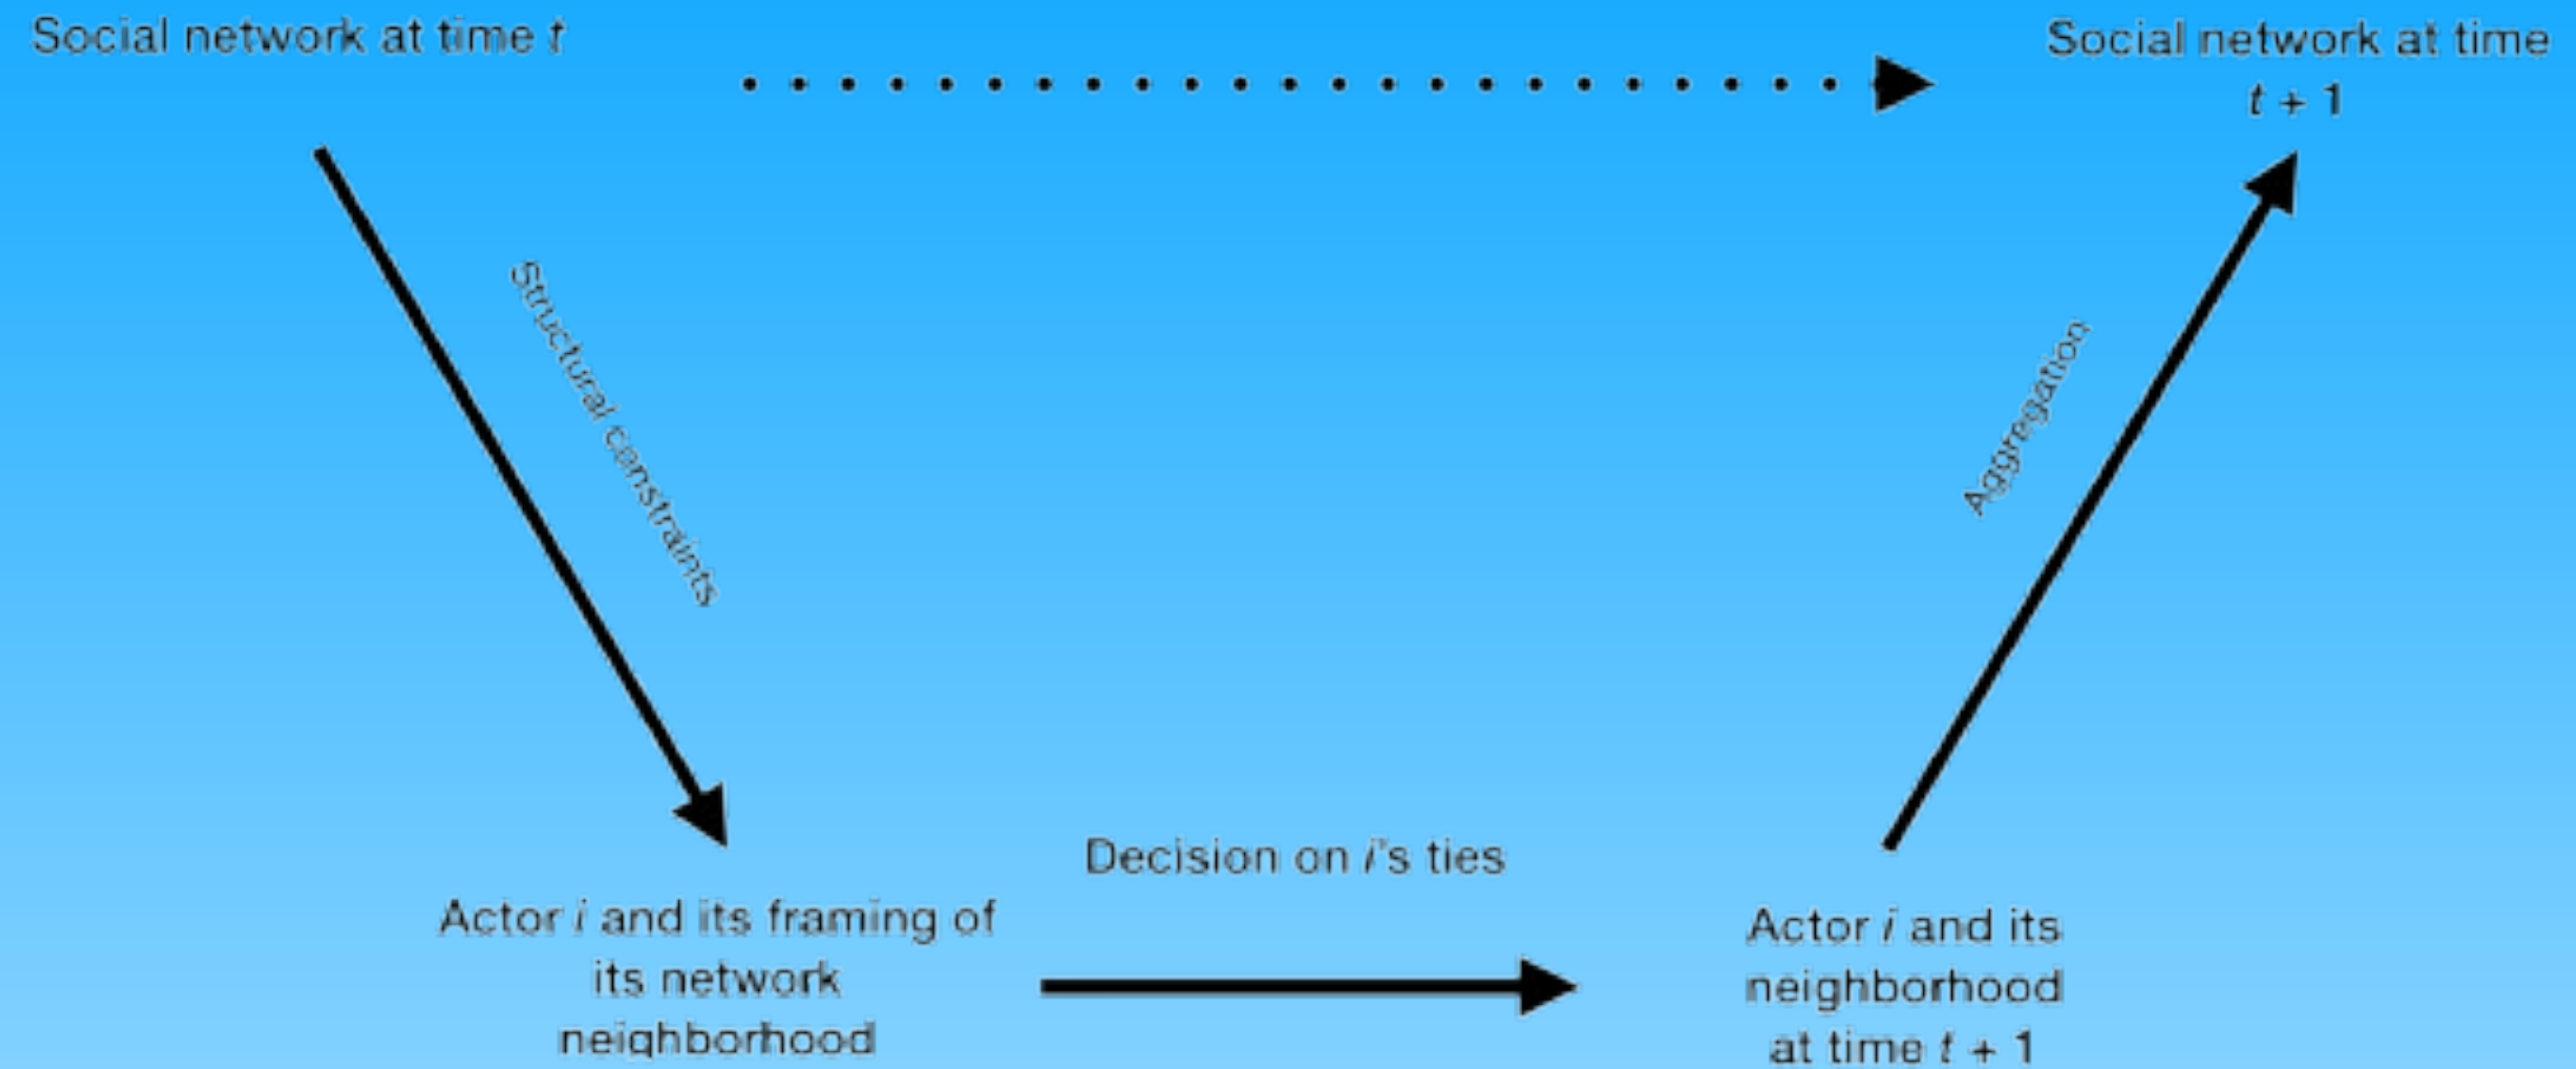 Social network at time t
Social network at time
t + 1
Structural constraints
Aggregation
Decision on i's ties
Actor i and its framing of
its network
neighborhood
Actor i and its
neighborhood
at time t + 1